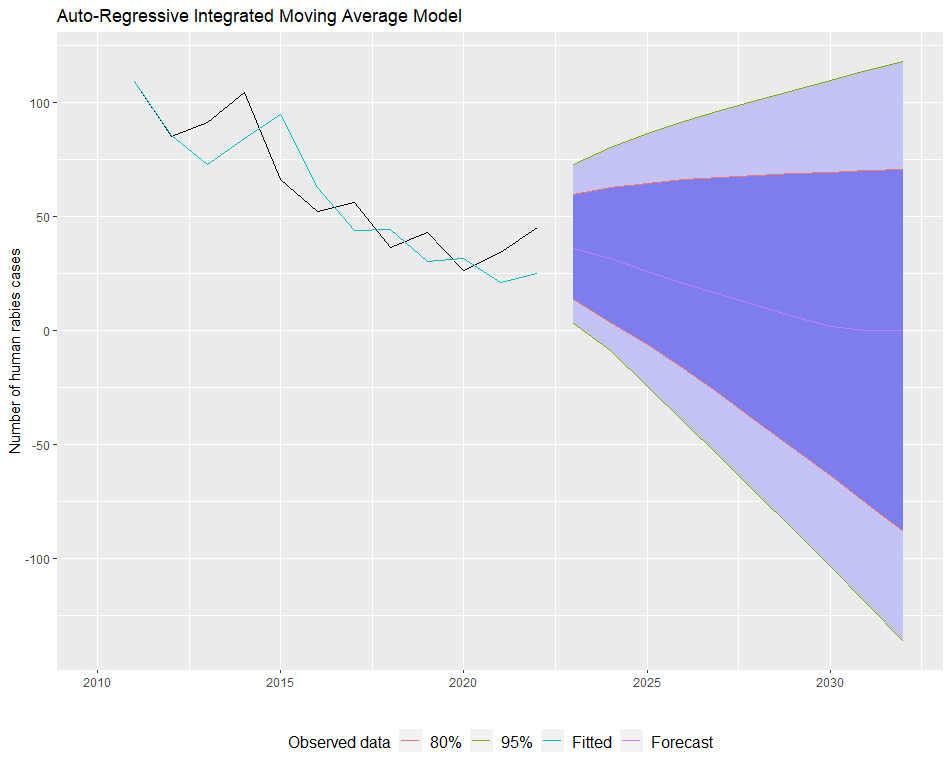 Auto-Regressive Integrated Moving Average Model
Number of human rabies cases
100
50
0
-50
-100
2010 2015 2020 2025 2030
Observed data 80% 95% Fitted Forecast